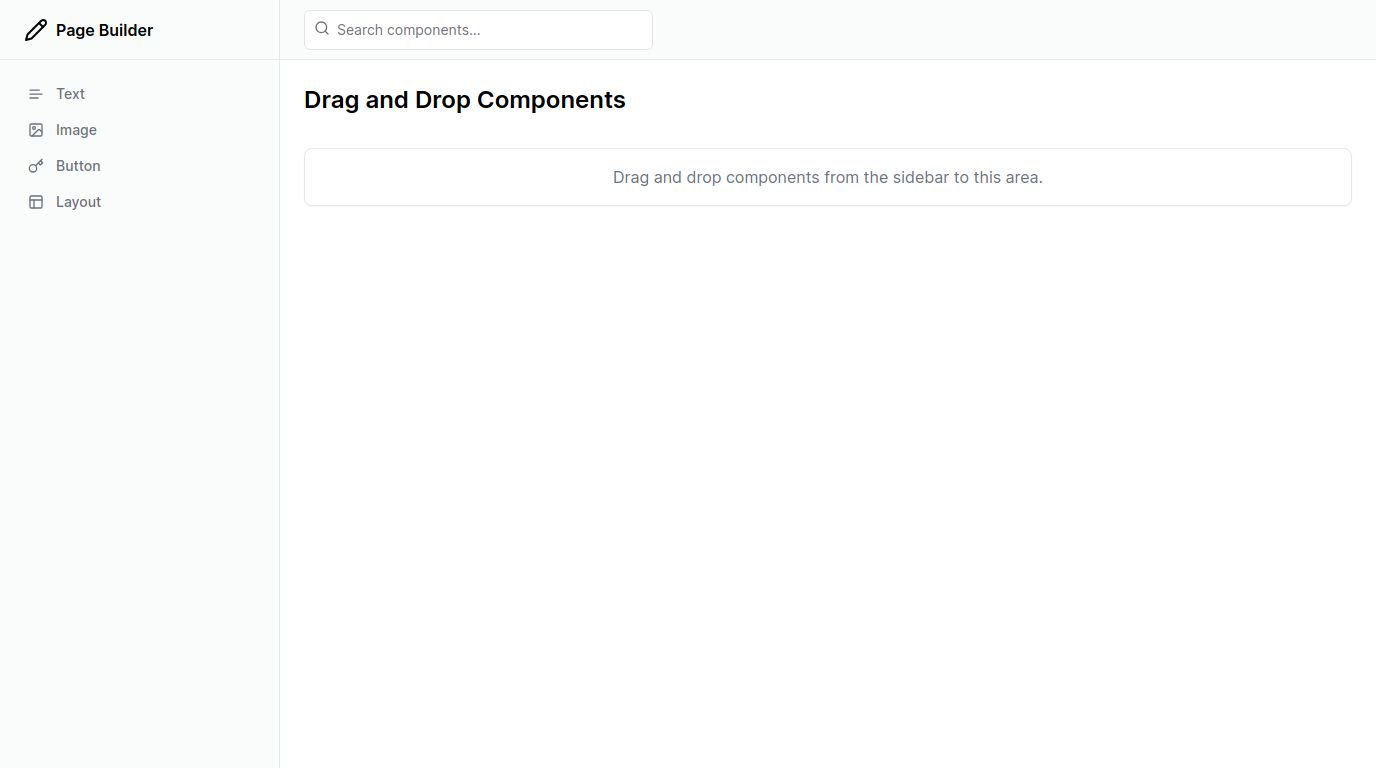 Page Builder
Search components...
Text
Image
Button
Layout
Drag and Drop Components
Drag and drop components from the sidebar to this area.